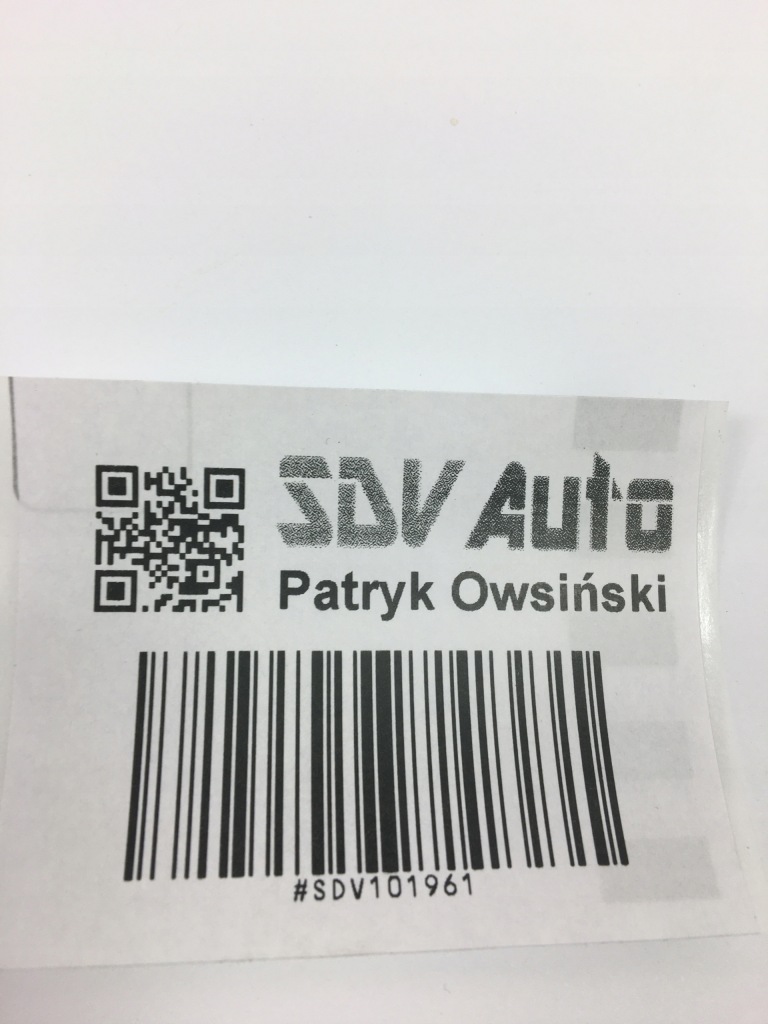 SDV Auto
Patryk Owsiński
#SDV101961